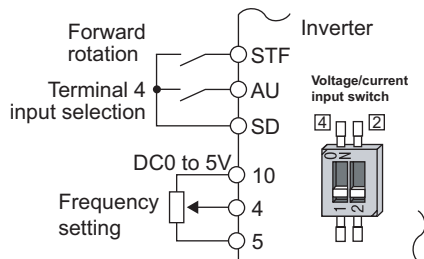 Inverter
Forward
rotation
STF
Terminal 4
input selection
AU
SD
Voltage/current
input switch
4
2
ON
1
2
DC0 to 5V
10
Frequency
setting
4
5